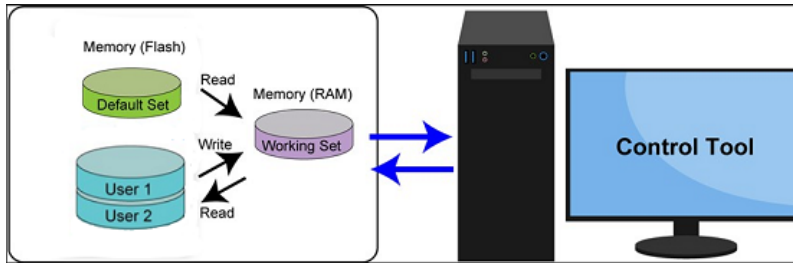 Memory (Flash)
Default Set
Read
Memory (RAM)
Working Set
Write
Read
User 1
User 2
Control Tool